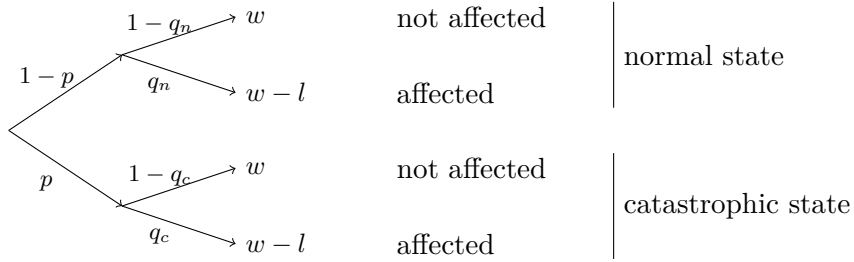 1 − q_n
w
not affected
normal state
1 − p
q_n
w − l
affected
1 − q_c
w
not affected
catastrophic state
p
q_c
w − l
affected